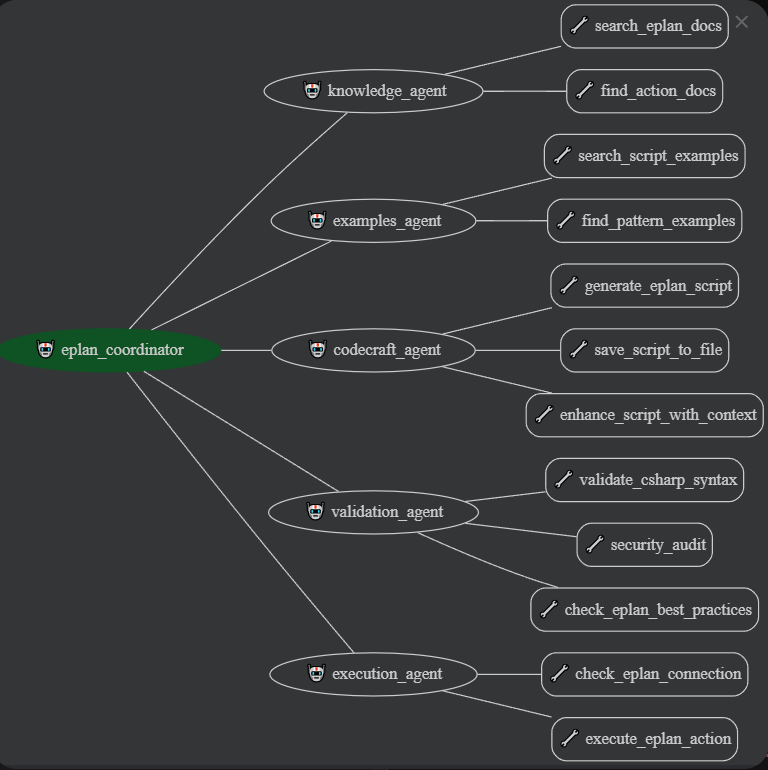 search_eplan_docs
knowledge_agent
find_action_docs
search_script_examples
examples_agent
find_pattern_examples
generate_eplan_script
eplan_coordinator
codecraft_agent
save_script_to_file
enhance_script_with_context
validate_csharp_syntax
validation_agent
security_audit
check_eplan_best_practices
execution_agent
check_eplan_connection
execute_eplan_action